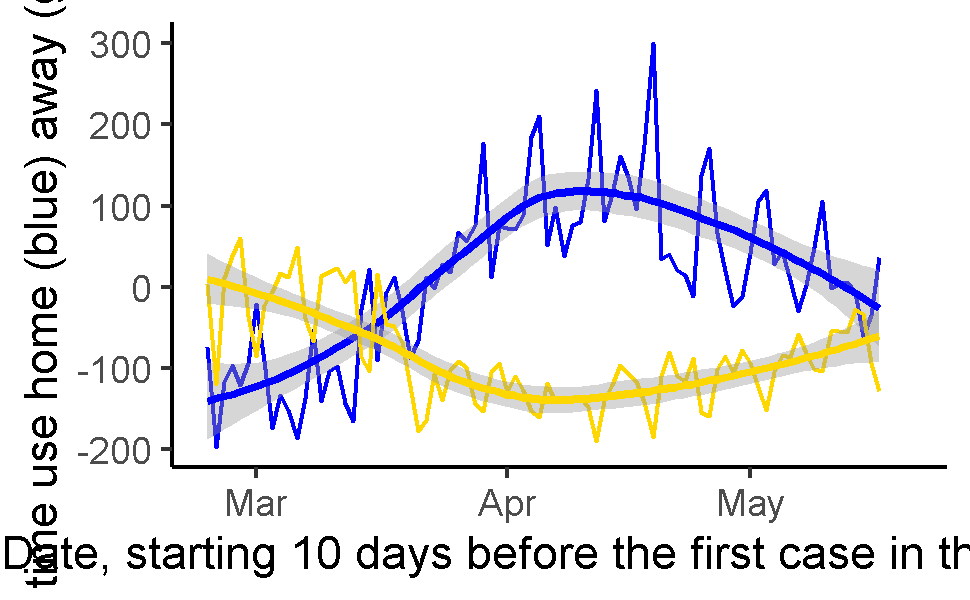 time use home (blue) away (
300
200
100
0
-100
-200
Mar Apr May
Date, starting 10 days before the first case in th